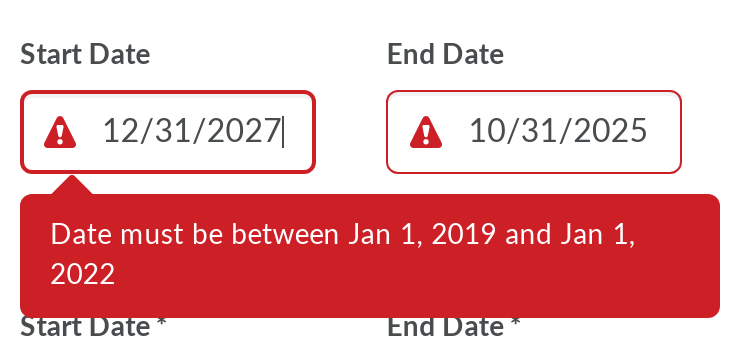 Start Date
End Date
12/31/2027
10/31/2025
Date must be between Jan 1, 2019 and Jan 1,
2022
Start Date *
End Date *